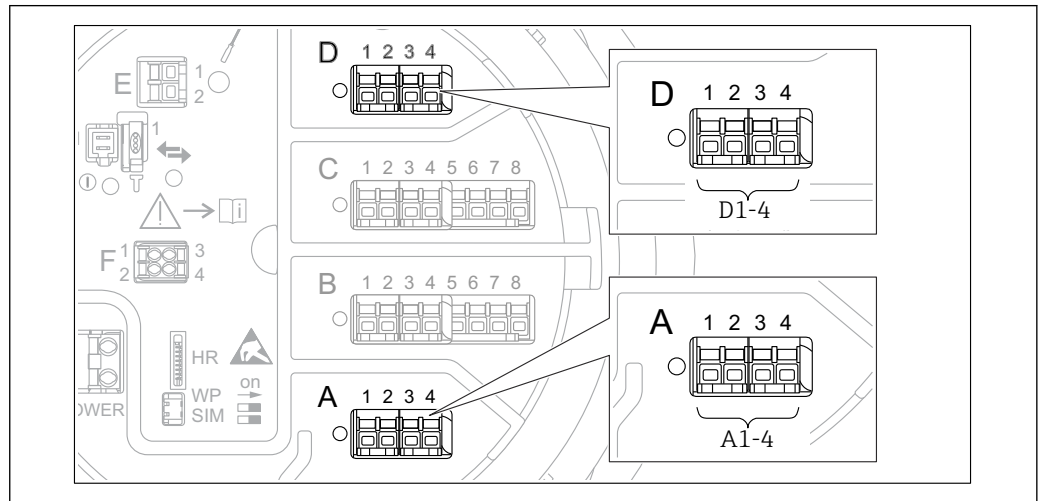 D 1 2 3 4
E 1
2
D 1 2 3 4
D1-4
1
C 1 2 3 4 5 6 7 8
i
F 1 3
2 4
B 1 2 3 4 5 6 7 8
A 1 2 3 4
A1-4
HR
on
WP
SIM
OWER
A 1 2 3 4